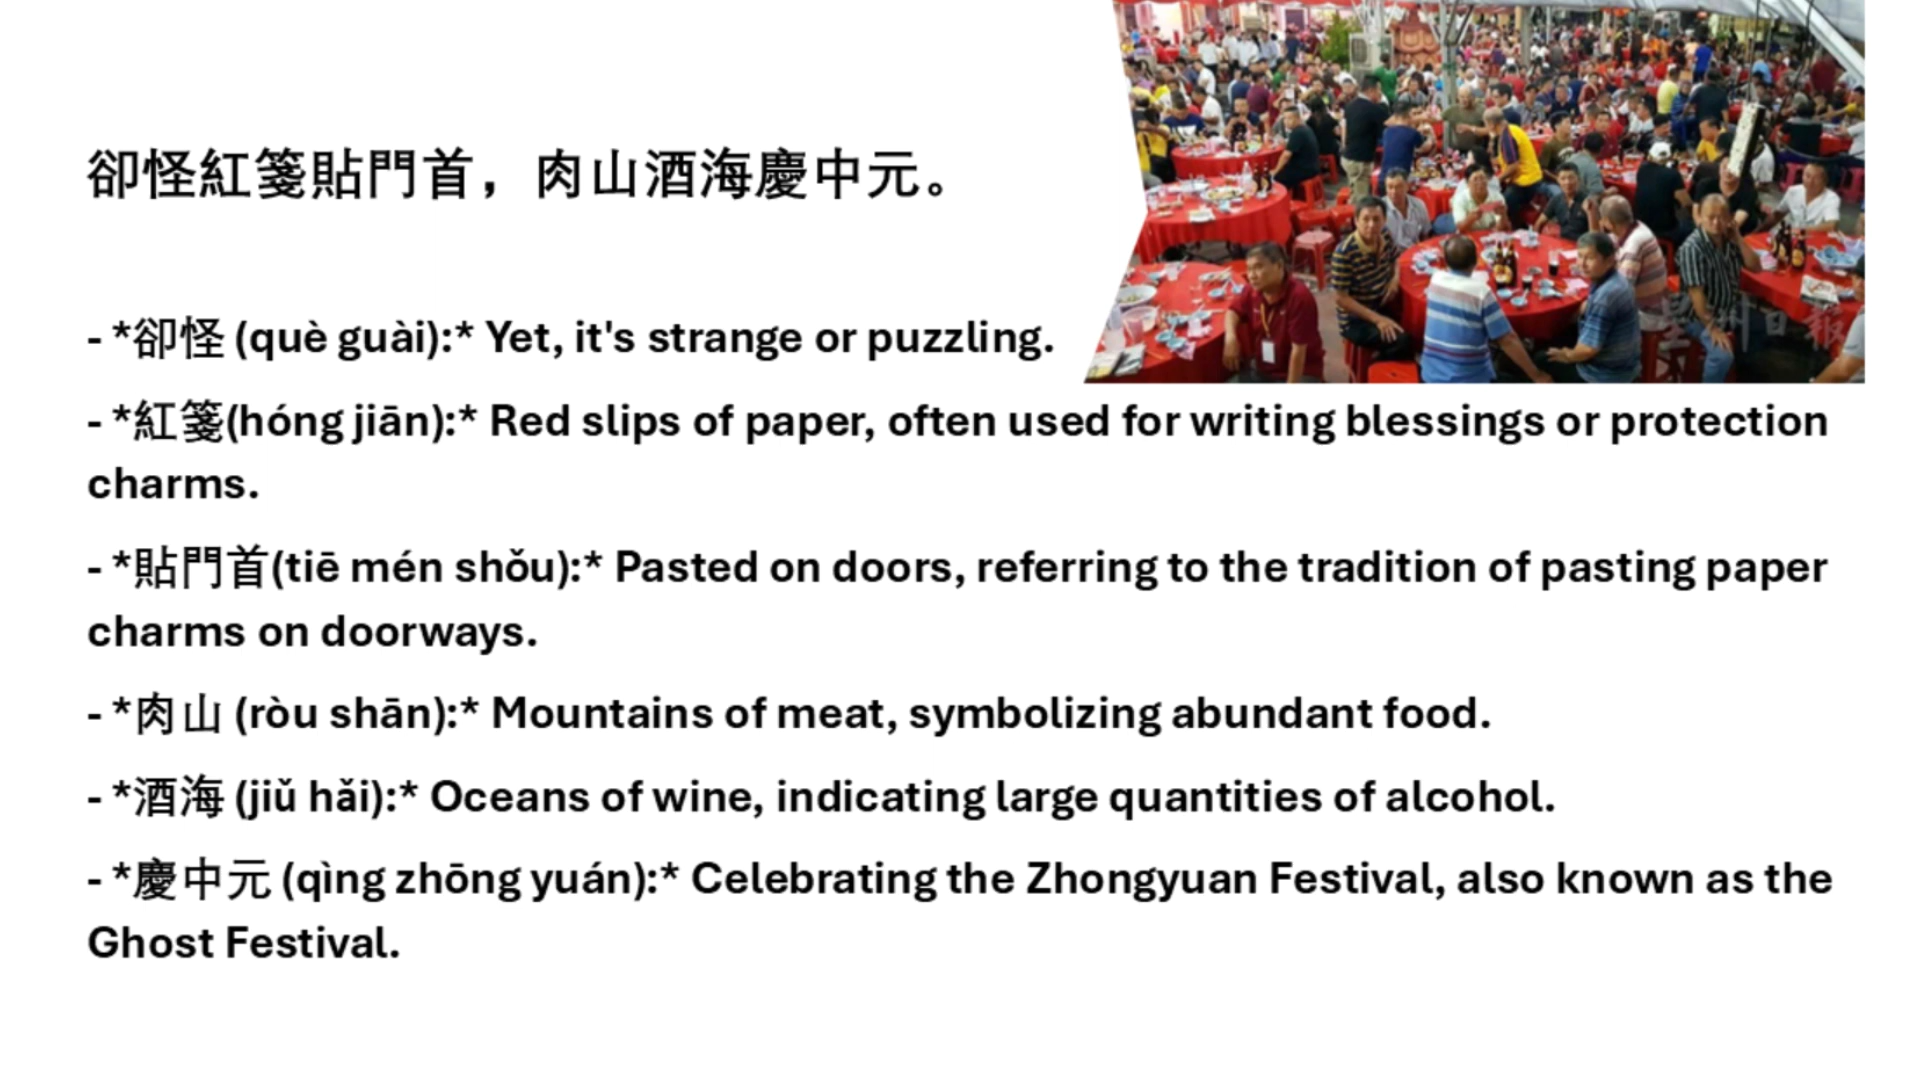 卻怪紅箋貼門首，肉山酒海慶中元。
- *卻怪 (què guài):* Yet, it's strange or puzzling.
- *紅箋(hóng jiān):* Red slips of paper, often used for writing blessings or protection
charms.
- *貼門首(tiē mén shǒu):* Pasted on doors, referring to the tradition of pasting paper
charms on doorways.
- *肉山 (ròu shān):* Mountains of meat, symbolizing abundant food.
- *酒海 (jiǔ hǎi):* Oceans of wine, indicating large quantities of alcohol.
- *慶中元 (qìng zhōng yuán):* Celebrating the Zhongyuan Festival, also known as the
Ghost Festival.
星洲日報